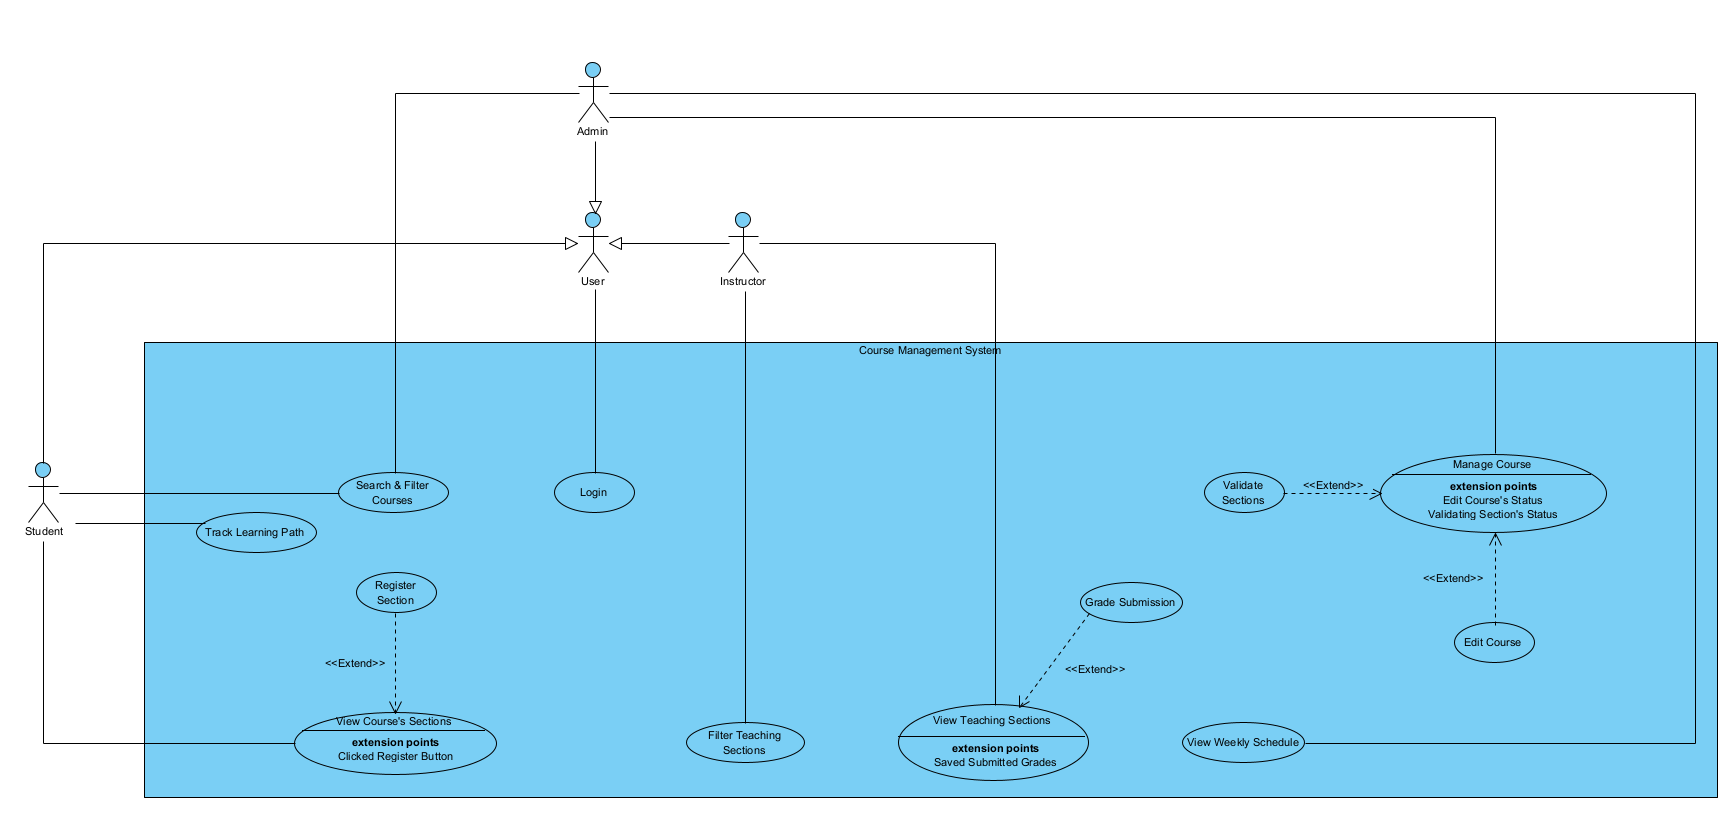 Admin
User
Instructor
Course Management System
Student
Search & Filter
Courses
Login
Track Learning Path
Validate
Sections
<<Extend>>
Manage Course
extension points
Edit Course's Status
Validating Section's Status
Register
Section
<<Extend>>
Grade Submission
<<Extend>>
<<Extend>>
Edit Course
View Course's Sections
extension points
Clicked Register Button
Filter Teaching
Sections
View Teaching Sections
extension points
Saved Submitted Grades
View Weekly Schedule